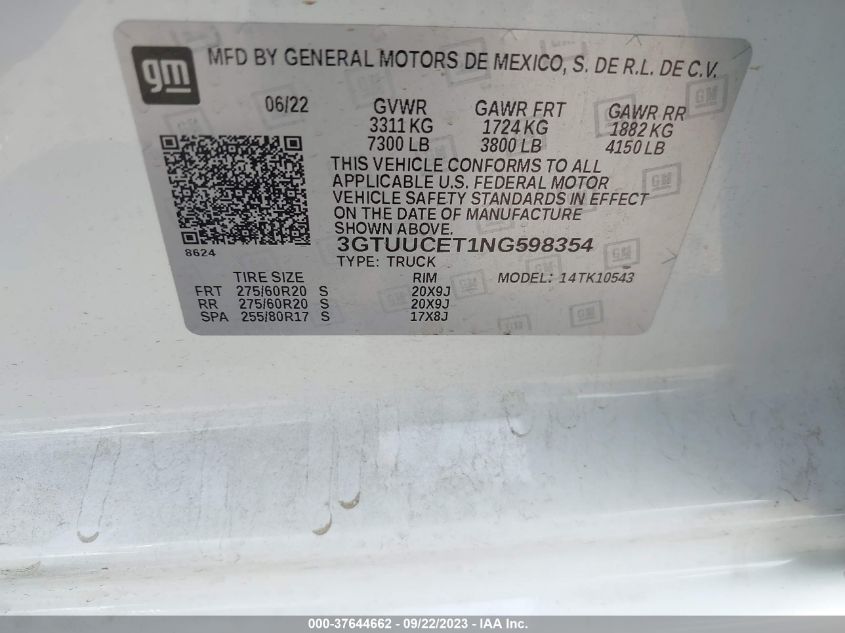 gm MFD BY GENERAL MOTORS DE MEXICO, S. DE R.L. DE C.V.
06/22 GVWR GAWR FRT GAWR RR
3311 KG 1724 KG 1882 KG
7300 LB 3800 LB 4150 LB
THIS VEHICLE CONFORMS TO ALL
APPLICABLE U.S. FEDERAL MOTOR
VEHICLE SAFETY STANDARDS IN EFFECT
ON THE DATE OF MANUFACTURE
SHOWN ABOVE.
8624
3GTUUCET1NG598354
TYPE: TRUCK
TIRE SIZE RIM MODEL: 14TK10543
FRT 275/60R20 S 20X9J
RR 275/60R20 S 20X9J
SPA 255/80R17 S 17X8J
000-37644662 - 09/22/2023 - IAA Inc.